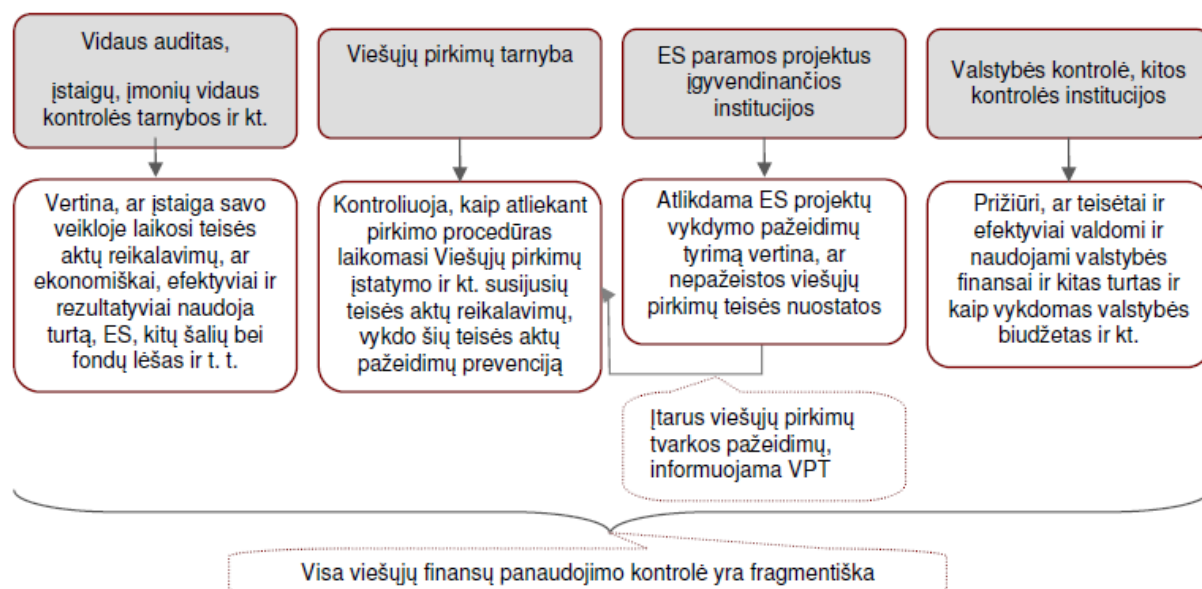 Vidaus auditas,
įstaigų, įmonių vidaus
kontrolės tarnybos ir kt.
Viešųjų pirkimų tarnyba
ES paramos projektus
įgyvendinančios
institucijos
Valstybės kontrolė, kitos
kontrolės institucijos
Vertina, ar įstaiga savo
veikloje laikosi teisės
aktų reikalavimų, ar
ekonomiškai, efektyviai ir
rezultatyviai naudoja
turtą, ES, kitų šalių bei
fondų lėšas ir t. t.
Kontroliuoja, kaip atliekant
pirkimo procedūras
laikomasi Viešųjų pirkimų
įstatymo ir kt. susijusių
teisės aktų reikalavimų,
vykdo šių teisės aktų
pažeidimų prevenciją
Atlikdama ES projektų
vykdymo pažeidimų
tyrimą vertina, ar
nepažeistos viešųjų
pirkimų teisės nuostatos
Prižiūri, ar teisėtai ir
efektyviai valdomi ir
naudojami valstybės
finansai ir kitas turtas ir
kaip vykdomas valstybės
biudžetas ir kt.
Įtarus viešųjų pirkimų
tvarkos pažeidimų,
informuojama VPT
Visa viešųjų finansų panaudojimo kontrolė yra fragmentiška